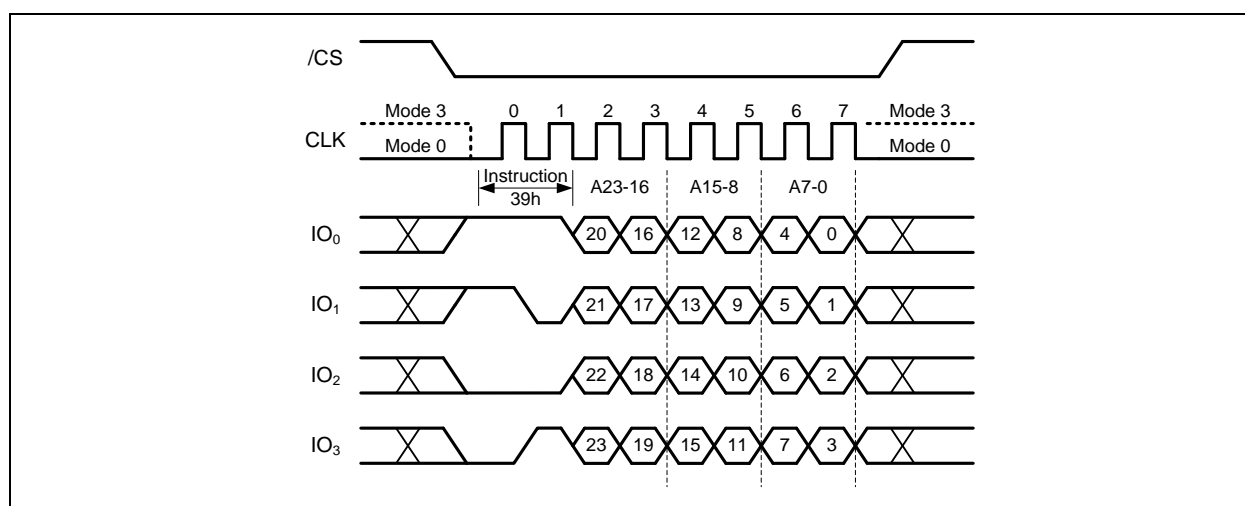 /CS
Mode 3 0 1 2 3 4 5 6 7 Mode 3
CLK
Mode 0 Mode 0
Instruction A23-16 A15-8 A7-0
39h
IO₀ 20 16 12 8 4 0
IO₁ 21 17 13 9 5 1
IO₂ 22 18 14 10 6 2
IO₃ 23 19 15 11 7 3